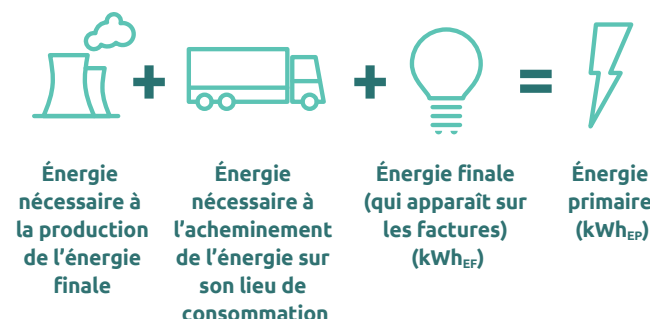 + + =
Énergie
nécessaire à
la production
de l’énergie
finale
Énergie
nécessaire à
l’acheminement
de l’énergie sur
son lieu de
consommation
Énergie finale
(qui apparaît sur
les factures)
(kWhEF)
Énergie
primaire
(kWhEP)